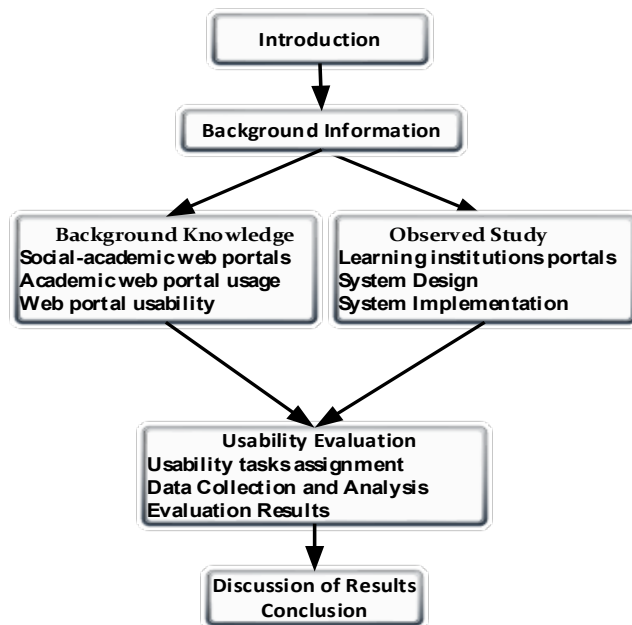 Introduction
Background Information
Background Knowledge
Social-academic web portals
Academic web portal usage
Web portal usability
Observed Study
Learning institutions portals
System Design
System Implementation
Usability Evaluation
Usability tasks assignment
Data Collection and Analysis
Evaluation Results
Discussion of Results
Conclusion